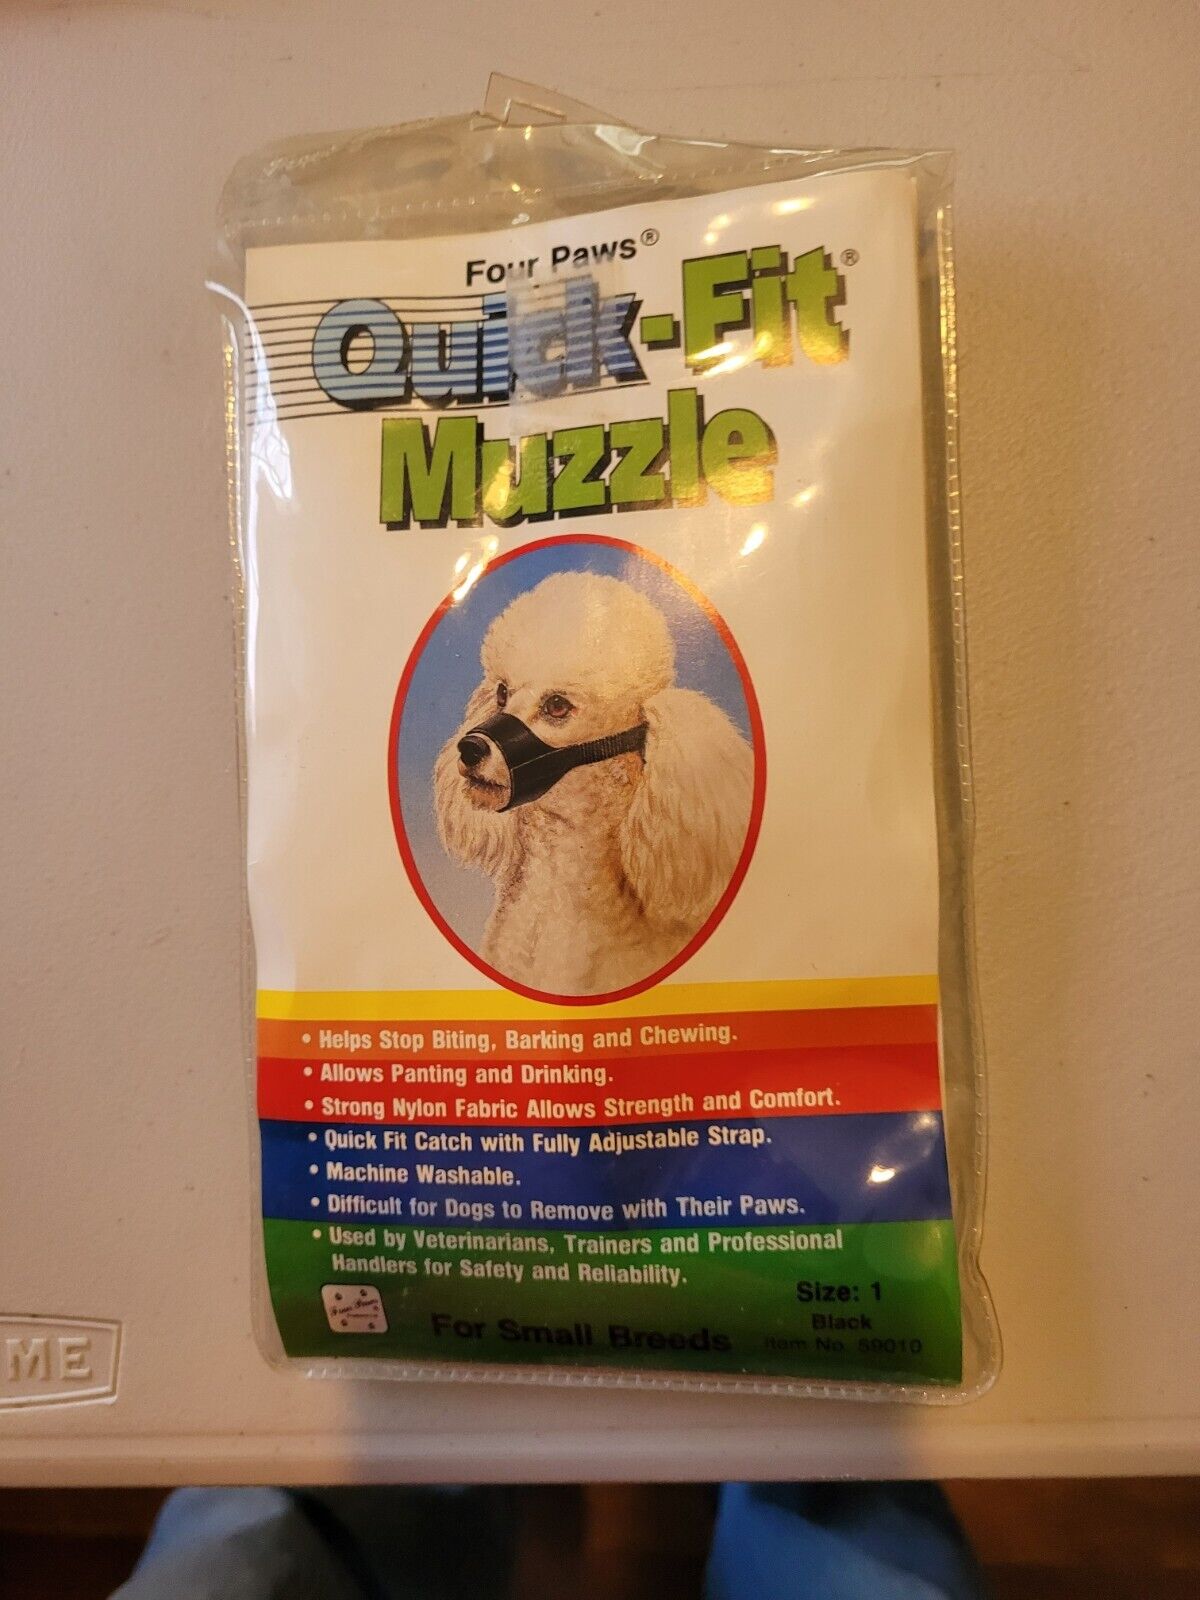 Four Paws®
Quick-Fit®
Muzzle
• Helps Stop Biting, Barking and Chewing.
• Allows Panting and Drinking.
• Strong Nylon Fabric Allows Strength and Comfort.
• Quick Fit Catch with Fully Adjustable Strap.
• Machine Washable.
• Difficult for Dogs to Remove with Their Paws.
• Used by Veterinarians, Trainers and Professional
Handlers for Safety and Reliability.
Size: 1
Black
Item No. 59010
For Small Breeds
ME